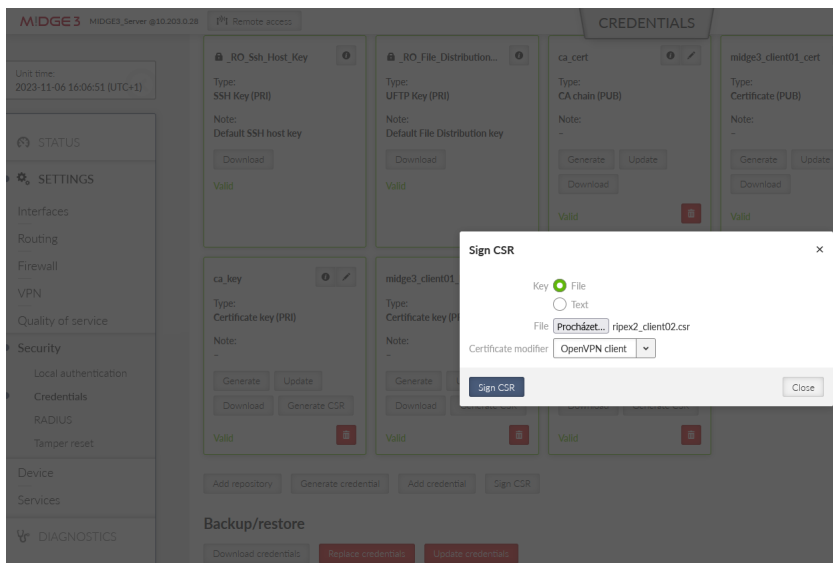 MIDGE3 MIDGE3_Server @10.203.0.28 Remote access CREDENTIALS
Unit time:
2023-11-06 16:06:51 (UTC+1)
STATUS
SETTINGS
Interfaces
Routing
Firewall
VPN
Quality of service
Security
Local authentication
Credentials
RADIUS
Tamper reset
Device
Services
DIAGNOSTICS
_RO_Ssh_Host_Key
Type:
SSH Key (PRI)
Note:
Default SSH host key
Download
Valid
_RO_File_Distribution...
Type:
UFTP Key (PRI)
Note:
Default File Distribution key
Download
Valid
ca_cert
Type:
CA chain (PUB)
Note:
–
Generate Update
Download
Valid
midge3_client01_cert
Type:
Certificate (PUB)
Note:
–
Generate Update
Download
Valid
ca_key
Type:
Certificate key (PRI)
Note:
–
Generate Update
Download Generate CSR
Valid
midge3_client01_
Type:
Certificate key (P
Note:
–
Generate
Download Generate CSR
Valid
Download Generate CSR
Valid
Sign CSR ×
Key File
Text
File Procházet... ripex2_client02.csr
Certificate modifier OpenVPN client
Sign CSR Close
Add repository Generate credential Add credential Sign CSR
Backup/restore
Download credentials Replace credentials Update credentials